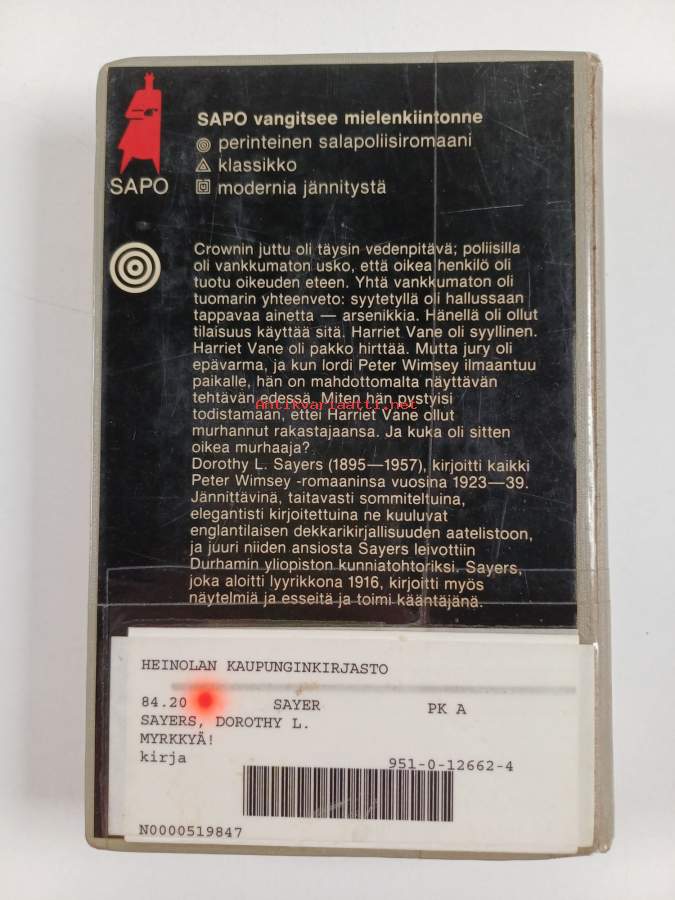 SAPO vangitsee mielenkiintonne
perinteinen salapoliisiromaani
klassikko
modernia jännitystä
SAPO
Crownin juttu oli täysin vedenpitävä; poliisilla
oli vankkumaton usko, että oikea henkilö oli
tuotu oikeuden eteen. Yhtä vankkumaton oli
tuomarin yhteenveto: syytetyllä oli hallussaan
tappavaa ainetta — arsenikkia. Hänellä oli ollut
tilaisuus käyttää sitä. Harriet Vane oli syyllinen.
Harriet Vane oli pakko hirttää. Mutta jury oli
epävarma, ja kun lordi Peter Wimsey ilmaantuu
paikalle, hän on mahdottomalta näyttävän
tehtävän edessä. Miten hän pystyisi
Antikvariaatti.net
todistamaan, ettei Harriet Vane ollut
murhannut rakastajaansa. Ja kuka oli sitten
oikea murhaaja?
Dorothy L. Sayers (1895—1957), kirjoitti kaikki
Peter Wimsey -romaaninsa vuosina 1923—39.
Jännittävinä, taitavasti sommiteltuina,
elegantisti kirjoitettuina ne kuuluvat
englantilaisen dekkarikirjallisuuden aatelistoon,
ja juuri niiden ansiosta Sayers leivottiin
Durhamin yliopiston kunniatohtoriksi. Sayers,
joka aloitti lyyrikkona 1916, kirjoitti myös
näytelmiä ja esseitä ja toimi kääntäjänä.
HEINOLAN KAUPUNGINKIRJASTO
84.20 SAYER PK A
SAYERS, DOROTHY L.
MYRKKYÄ!
kirja 951-0-12662-4
N0000519847